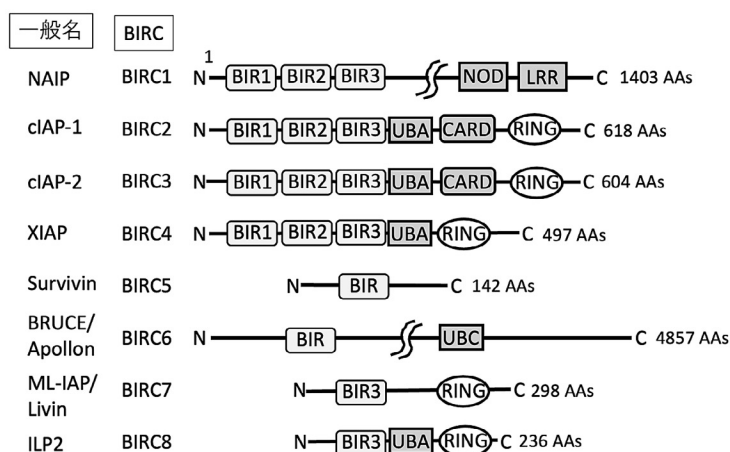 一般名 BIRC
1
NAIP BIRC1 N BIR1 BIR2 BIR3 NOD LRR C 1403 AAs
cIAP-1 BIRC2 N BIR1 BIR2 BIR3 UBA CARD RING C 618 AAs
cIAP-2 BIRC3 N BIR1 BIR2 BIR3 UBA CARD RING C 604 AAs
XIAP BIRC4 N BIR1 BIR2 BIR3 UBA RING C 497 AAs
Survivin BIRC5 N BIR C 142 AAs
BRUCE/
Apollon BIRC6 N BIR UBC C 4857 AAs
ML-IAP/
Livin BIRC7 N BIR3 RING C 298 AAs
ILP2 BIRC8 N BIR3 UBA RING C 236 AAs